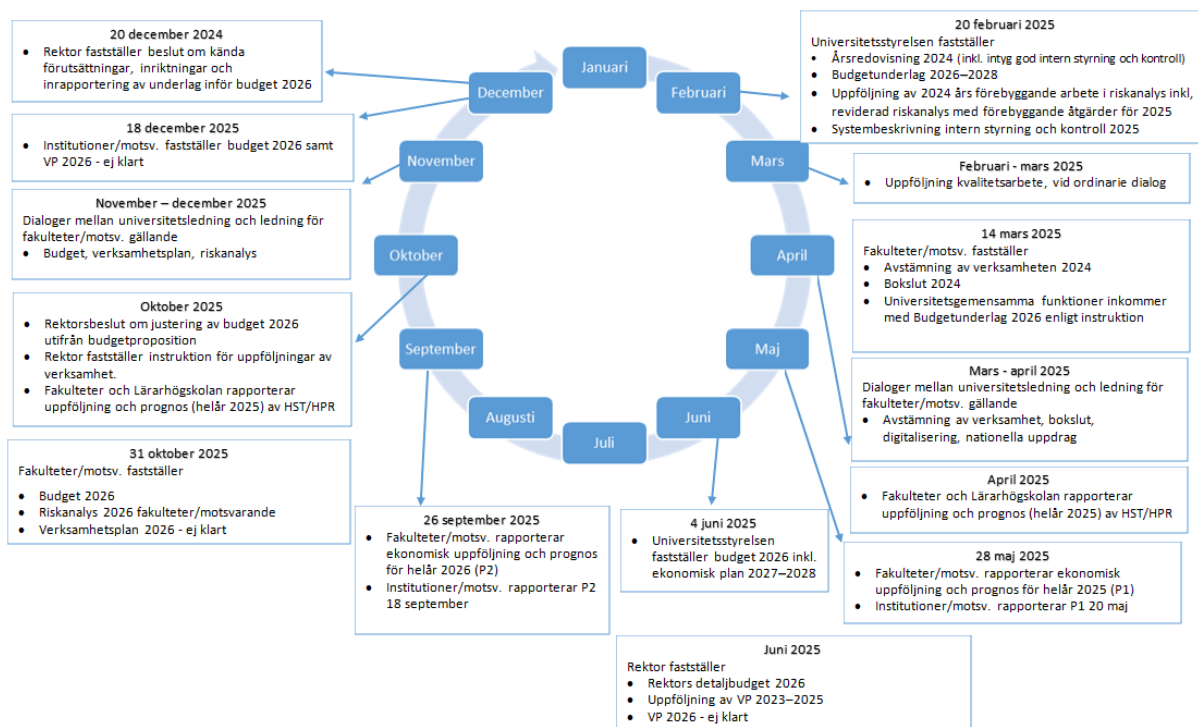 20 december 2024
• Rektor fastställer beslut om kända
förutsättningar, inriktningar och
inrapportering av underlag inför budget 2026
18 december 2025
• Institutioner/motsv. fastställer budget 2026 samt
VP 2026 - ej klart
November – december 2025
Dialoger mellan universitetsledning och ledning för
fakulteter/motsv. gällande
• Budget, verksamhetsplan, riskanalys
Oktober 2025
• Rektorsbeslut om justering av budget 2026
utifrån budgetproposition
• Rektor fastställer instruktion för uppföljningar av
verksamhet.
• Fakulteter och Lärarhögskolan rapporterar
uppföljning och prognos (helår 2025) av HST/HPR
31 oktober 2025
Fakulteter/motsv. fastställer
• Budget 2026
• Riskanalys 2026 fakulteter/motsvarande
• Verksamhetsplan 2026 - ej klart
Januari
Februari
Mars
April
Maj
Juni
Juli
Augusti
September
Oktober
November
December
20 februari 2025
Universitetsstyrelsen fastställer
• Årsredovisning 2024 (inkl. intyg god intern styrning och kontroll)
• Budgetunderlag 2026–2028
• Uppföljning av 2024 års förebyggande arbete i riskanalys inkl,
reviderad riskanalys med förebyggande åtgärder för 2025
• Systembeskrivning intern styrning och kontroll 2025
Februari - mars 2025
• Uppföljning kvalitetsarbete, vid ordinarie dialog
14 mars 2025
Fakulteter/motsv. fastställer
• Avstämning av verksamheten 2024
• Bokslut 2024
• Universitetsgemensamma funktioner inkommer
med Budgetunderlag 2026 enligt instruktion
Mars - april 2025
Dialoger mellan universitetsledning och ledning för
fakulteter/motsv. gällande
• Avstämning av verksamhet, bokslut,
digitalisering, nationella uppdrag
April 2025
• Fakulteter och Lärarhögskolan rapporterar
uppföljning och prognos (helår 2025) av HST/HPR
28 maj 2025
• Fakulteter/motsv. rapporterar ekonomisk
uppföljning och prognos för helår 2025 (P1)
• Institutioner/motsv. rapporterar P1 20 maj
4 juni 2025
• Universitetsstyrelsen
fastställer budget 2026 inkl.
ekonomisk plan 2027–2028
26 september 2025
• Fakulteter/motsv. rapporterar
ekonomisk uppföljning och prognos
för helår 2026 (P2)
• Institutioner/motsv. rapporterar P2
18 september
Juni 2025
Rektor fastställer
• Rektors detaljbudget 2026
• Uppföljning av VP 2023–2025
• VP 2026 - ej klart